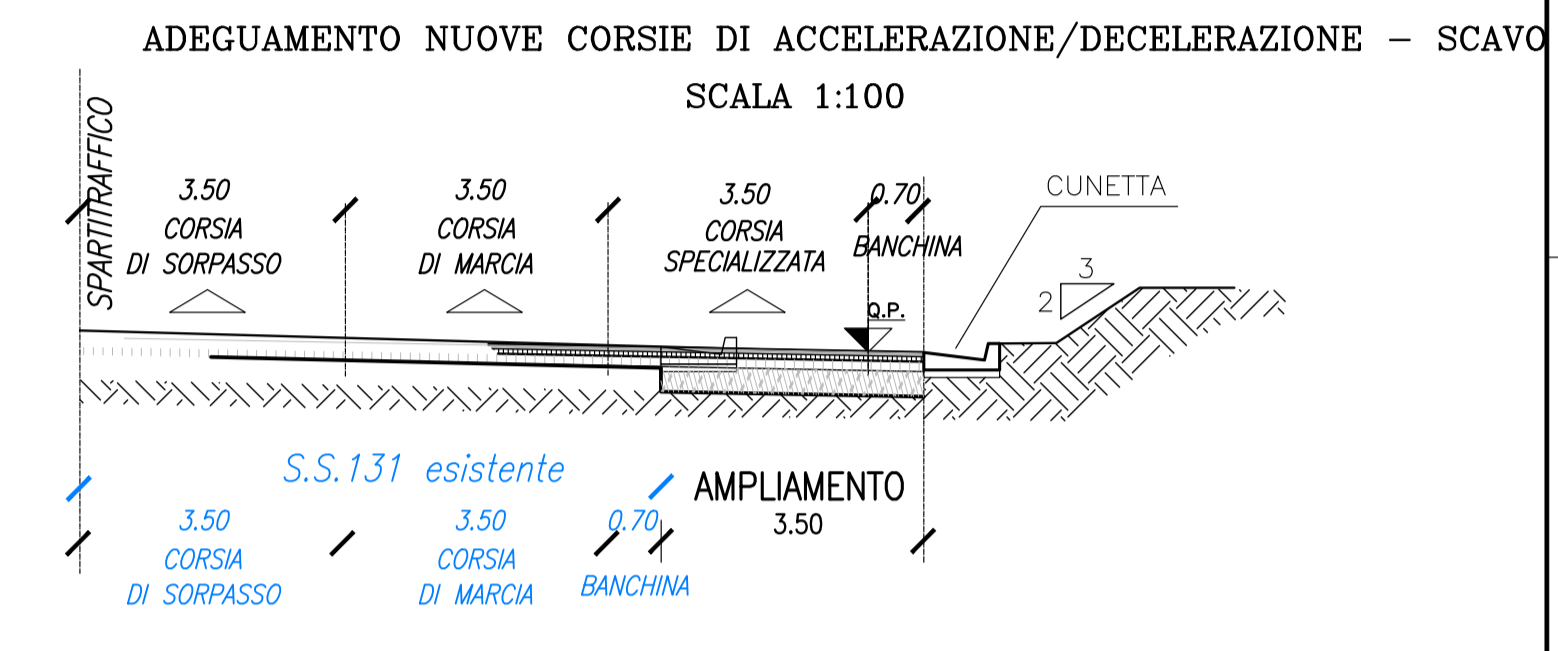 ADEGUAMENTO NUOVE CORSIE DI ACCELERAZIONE/DECELERAZIONE – SCAVO
SCALA 1:100
SPARTITRAFFICO
3.50
CORSIA
DI SORPASSO
3.50
CORSIA
DI MARCIA
3.50
CORSIA
SPECIALIZZATA
0.70
BANCHINA
CUNETTA
3
2
Q.P.
S.S.131 esistente
AMPLIAMENTO
3.50
3.50
CORSIA
DI SORPASSO
3.50
CORSIA
DI MARCIA
0.70
BANCHINA